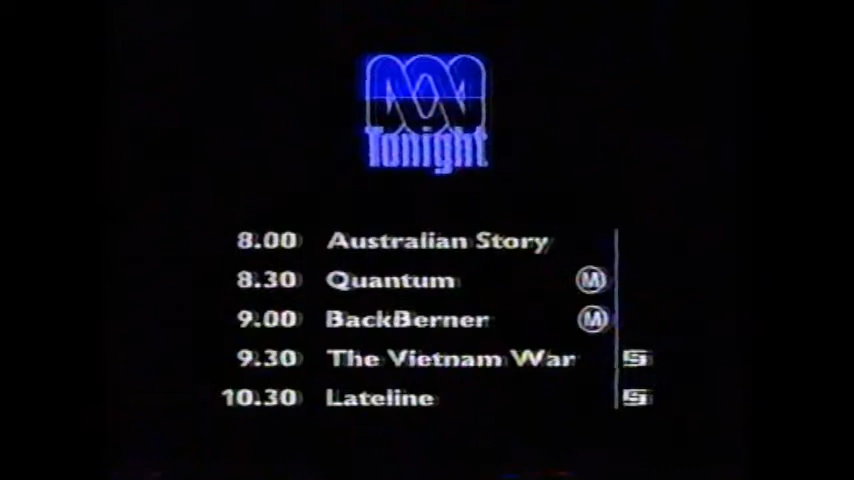 Tonight
8.00 Australian Story
8.30 Quantum M
9.00 BackBerner M
9.30 The Vietnam War S
10.30 Lateline S